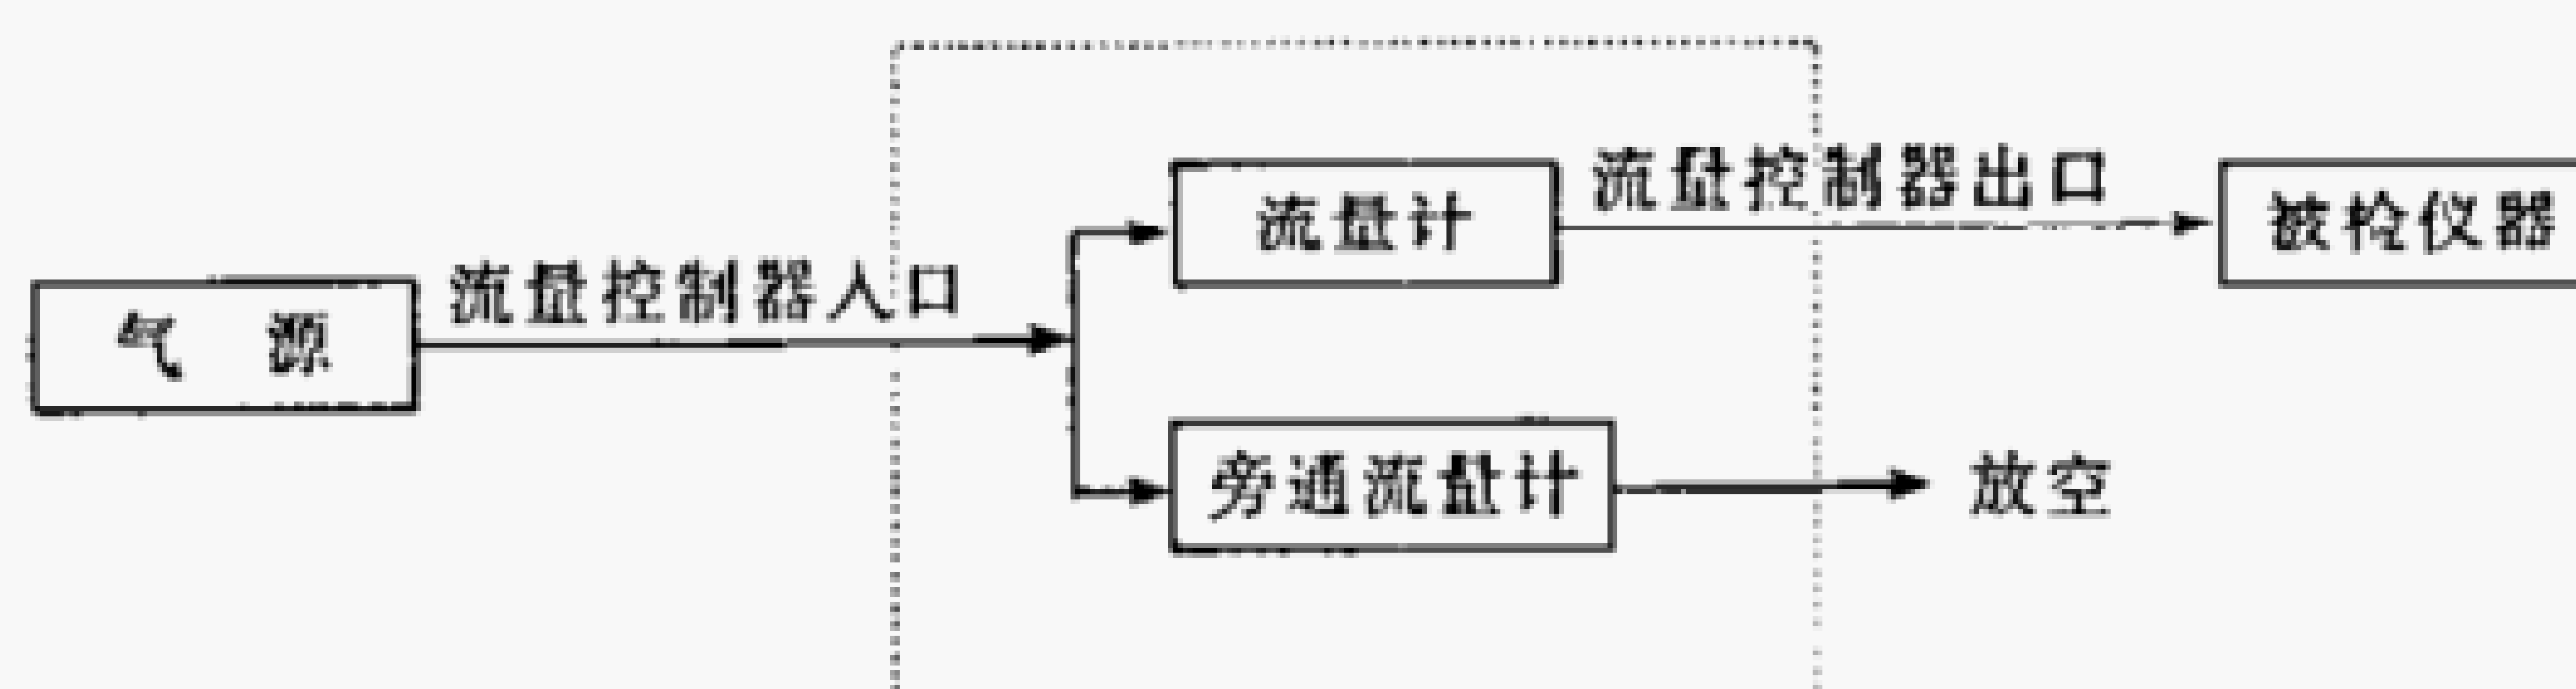 流量控制器出口
流量计
被检仪器
流量控制器入口
气 源
旁通流量计
放空